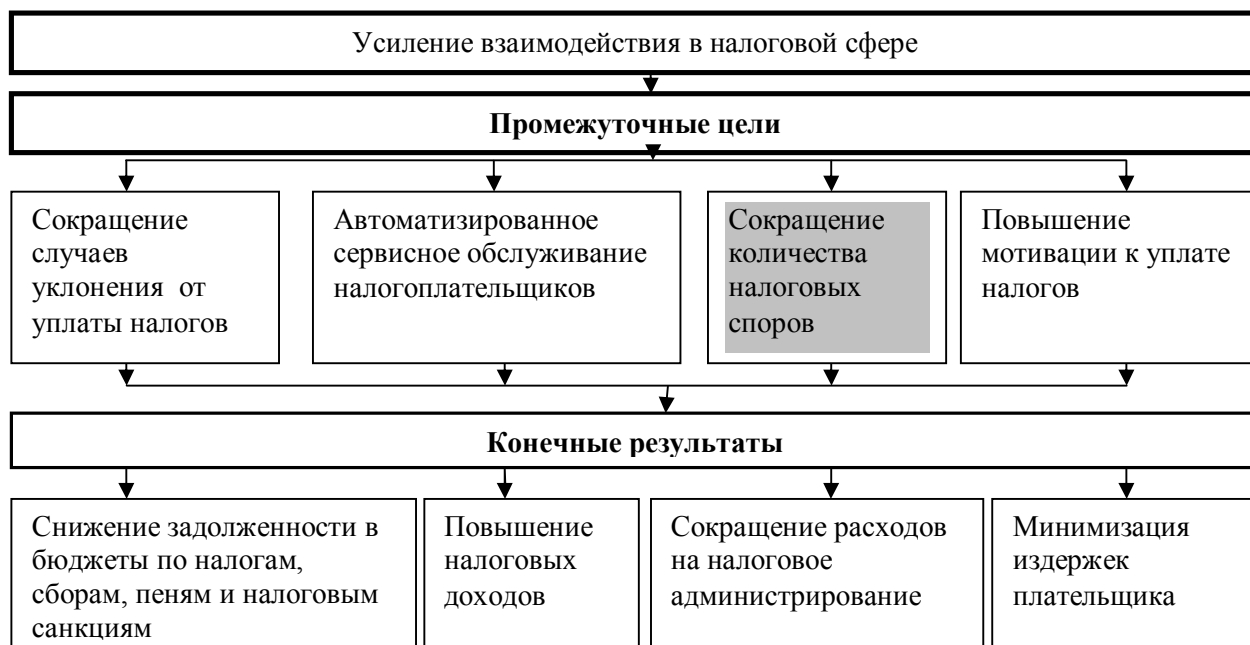 Усиление взаимодействия в налоговой сфере
Промежуточные цели
Сокращение
случаев
уклонения от
уплаты налогов
Автоматизированное
сервисное обслуживание
налогоплательщиков
Сокращение
количества
налоговых
споров
Повышение
мотивации к уплате
налогов
Конечные результаты
Снижение задолженности в
бюджеты по налогам,
сборам, пеням и налоговым
санкциям
Повышение
налоговых
доходов
Сокращение расходов
на налоговое
администрирование
Минимизация
издержек
плательщика